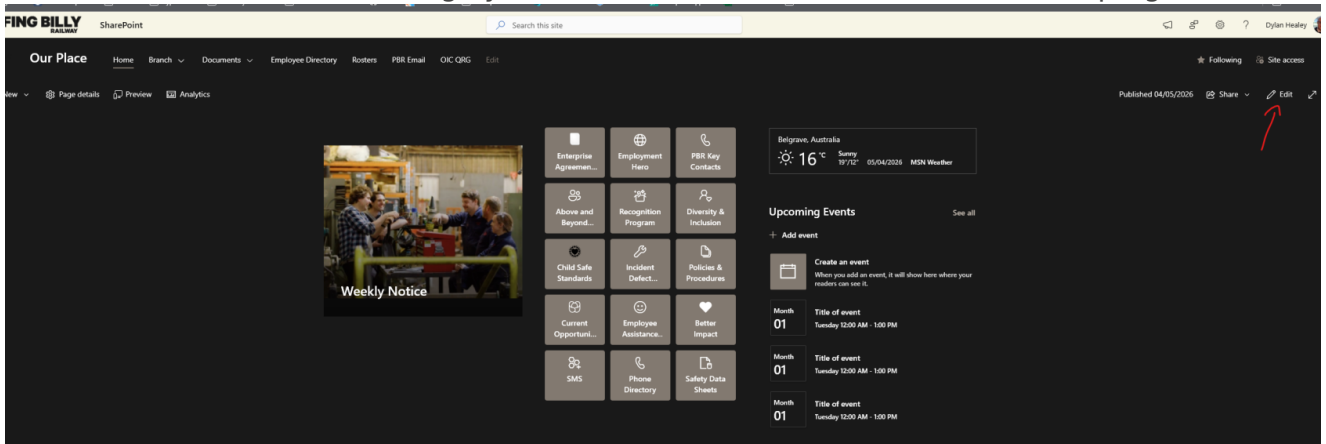 FING BILLY
RAILWAY
SharePoint
Search this site
?
Dylan Healey
Our Place
Home
Branch
Documents
Employee Directory
Rosters
PBR Email
OIC QRG
Edit
Following
Site access
New
Page details
Preview
Analytics
Published 04/05/2026
Share
Edit
Weekly Notice
Enterprise
Agreemen...
Employment
Hero
PBR Key
Contacts
Above and
Beyond...
Recognition
Program
Diversity &
Inclusion
Child Safe
Standards
Incident
Defect...
Policies &
Procedures
Current
Opportuni...
Employee
Assistance...
Better
Impact
SMS
Phone
Directory
Safety Data
Sheets
Belgrave, Australia
16 °C
Sunny
19°/12°
05/04/2026
MSN Weather
Upcoming Events
See all
+ Add event
Create an event
When you add an event, it will show here where your
readers can see it.
Month
01
Title of event
Tuesday 12:00 AM - 1:00 PM
Month
01
Title of event
Tuesday 12:00 AM - 1:00 PM
Month
01
Title of event
Tuesday 12:00 AM - 1:00 PM